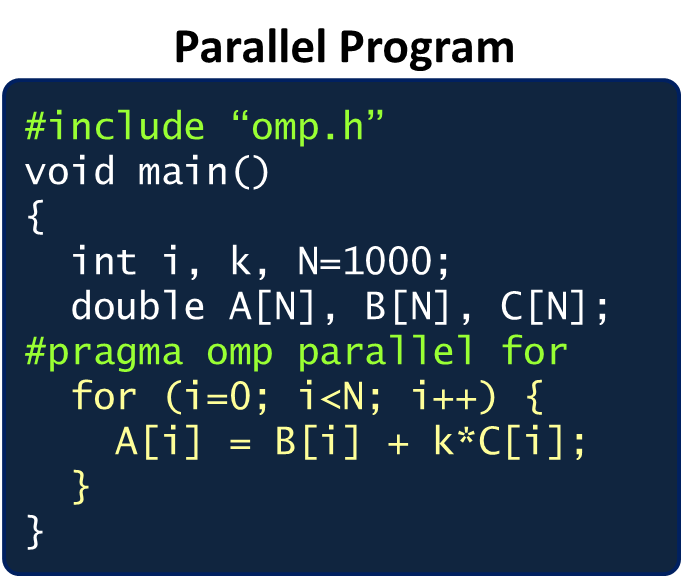 Parallel Program
#include “omp.h”
void main()
{
  int i, k, N=1000;
  double A[N], B[N], C[N];
#pragma omp parallel for
  for (i=0; i<N; i++) {
    A[i] = B[i] + k*C[i];
  }
}